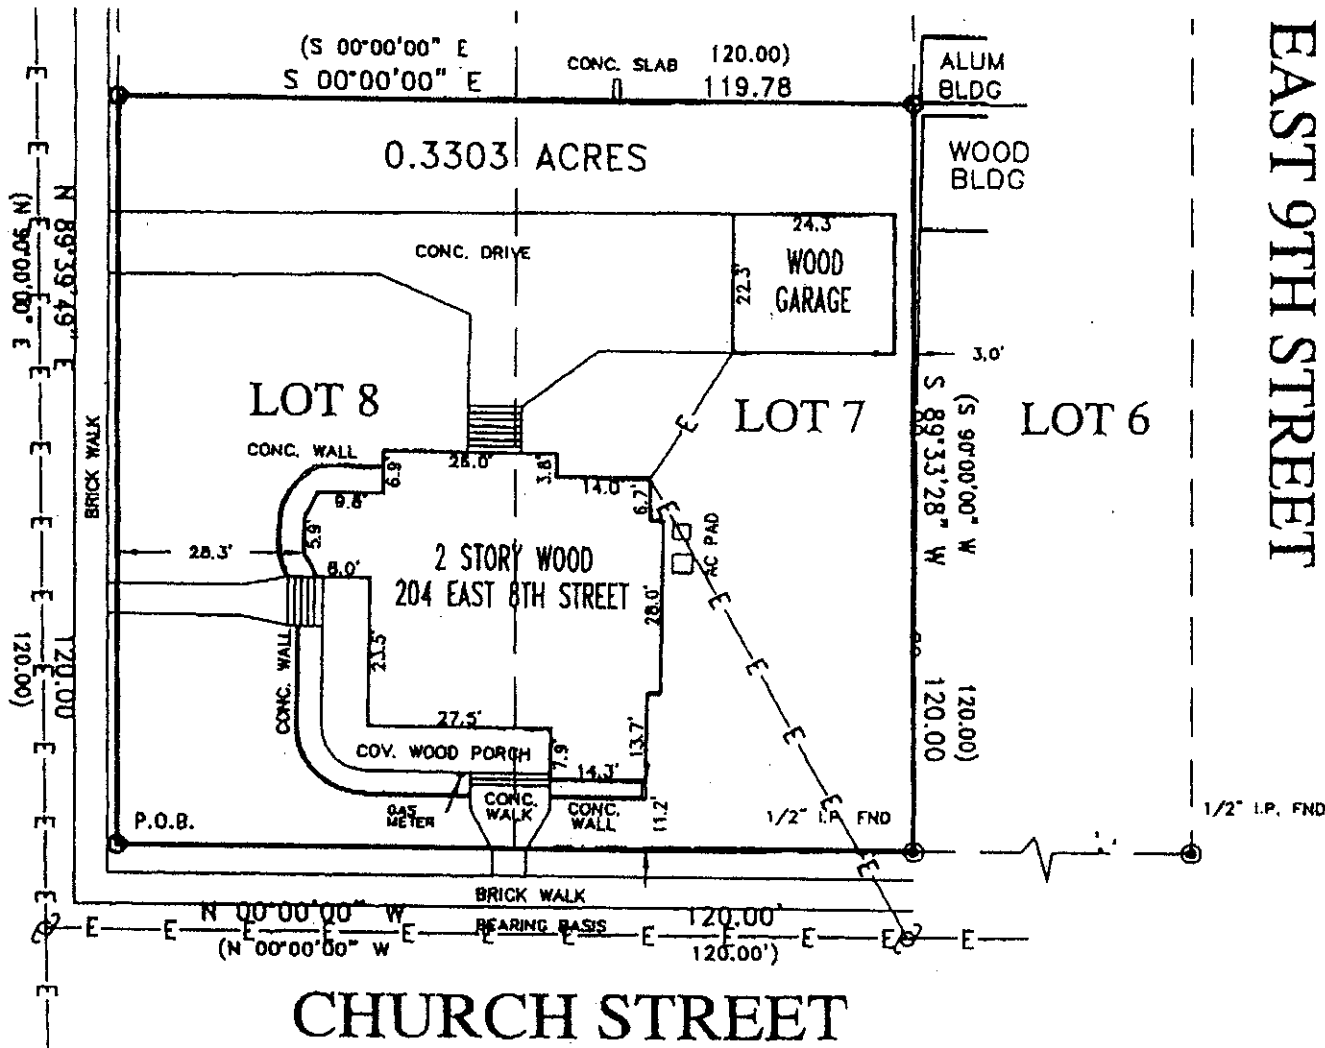 (S 00°00'00" E 120.00)
S 00°00'00" E 119.78
CONC. SLAB
ALUM
BLDG
0.3303 ACRES
WOOD
BLDG
EAST 9TH STREET
N 89°39'49" E 120.00
(N 90°00'00" E 120.00)
CONC. DRIVE
24.3'
22.3'
WOOD
GARAGE
3.0'
LOT 8
LOT 7
LOT 6
(S 90°00'00" W 120.00)
S 89°33'28" W 120.00
BRICK WALK
CONC. WALL
6.9'
3.8'
14.0'
6.7'
9.8'
5.9'
28.3'
8.0'
2 STORY WOOD
204 EAST 8TH STREET
AC PAD
28.0'
CONC. WALL
23.5'
27.5'
COV. WOOD PORCH
7.9'
13.7'
14.3'
GAS
METER
CONC.
WALK
CONC.
WALL
11.2'
P.O.B.
1/2" I.P. FND
1/2" I.P. FND
BRICK WALK
N 00°00'00" W 120.00'
BEARING BASIS
(N 00°00'00" W 120.00')
E E E E E E E E E E E E
CHURCH STREET